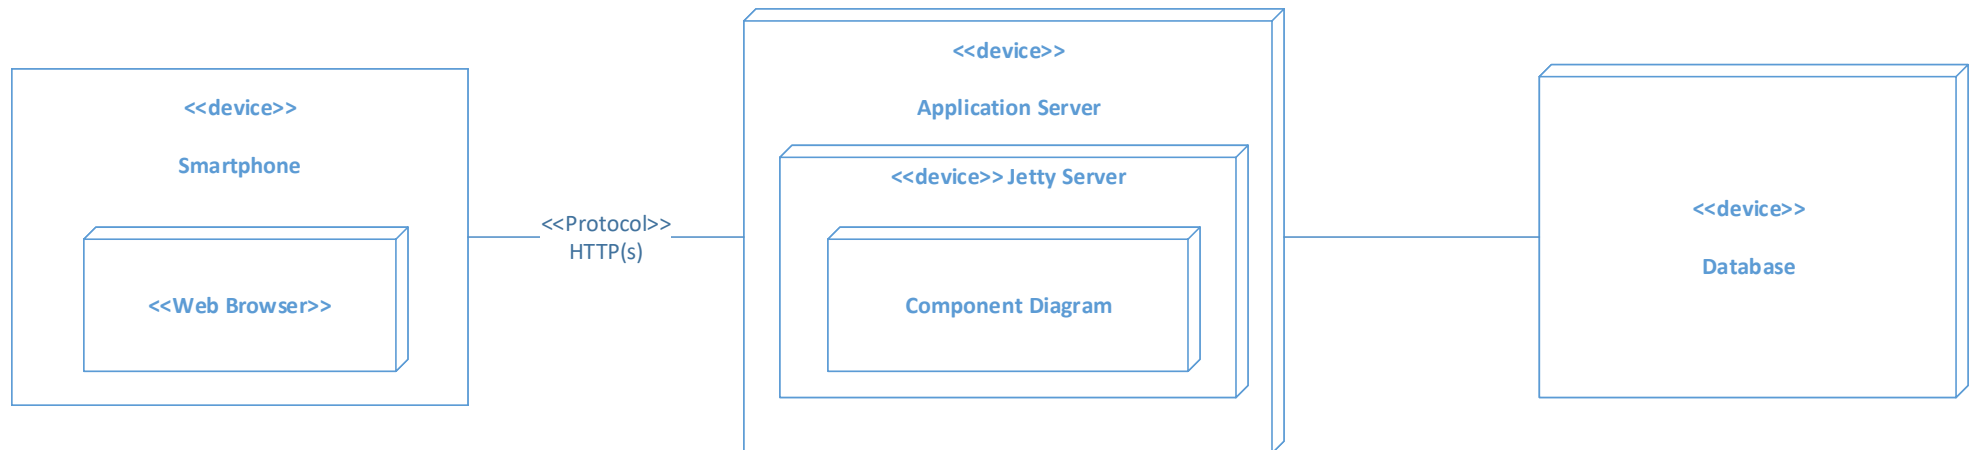 <<device>>
Smartphone
<<Web Browser>>
<<Protocol>>
HTTP(s)
<<device>>
Application Server
<<device>> Jetty Server
Component Diagram
<<device>>
Database